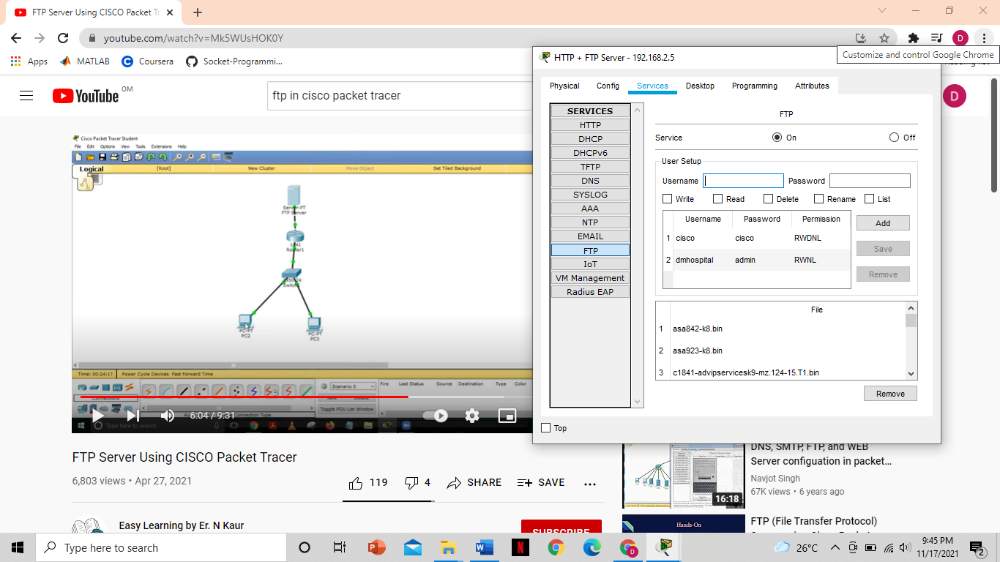 FTP Server Using CISCO Packet Tr
youtube.com/watch?v=Mk5WUsHOK0Y
D
Apps
MATLAB
Coursera
Socket-Programmi...
Customize and control Google Chrome
YouTube
OM
ftp in cisco packet tracer
D
HTTP + FTP Server - 192.168.2.5
Physical Config Services Desktop Programming Attributes
SERVICES
HTTP
DHCP
DHCPv6
TFTP
DNS
SYSLOG
AAA
NTP
EMAIL
FTP
IoT
VM Management
Radius EAP
FTP
Service On Off
User Setup
Username Password
Write Read Delete Rename List
Username Password Permission
1 cisco cisco RWDNL
2 dmhospital admin RWNL
Add
Save
Remove
File
1 asa842-k8.bin
2 asa923-k8.bin
3 c1841-advipservicesk9-mz.124-15.T1.bin
Remove
Top
Cisco Packet Tracer Student
File Edit Options View Tools Extensions Help
Logical [Root] New Cluster Move Object Set Tiled Background
Server-PT
FTP Server
1841
Router1
2950-24
PC-PT
PC2
PC-PT
PC3
Time: 00:24:17 Power Cycle Devices Fast Forward Time
Scenario 0
Fire Last Status Source Destination Type Color
Connections
Toggle PDU List Window
6:04 / 9:31
Type here to search
FTP Server Using CISCO Packet Tracer
6,803 views • Apr 27, 2021
119 4 SHARE SAVE
Easy Learning by Er. N Kaur
SUBSCRIBE
DNS, SMTP, FTP, and WEB
Server configuation in packet...
Navjot Singh
67K views • 6 years ago
16:18
Hands-On
FTP (File Transfer Protocol)
Type here to search
26°C
9:45 PM
11/17/2021
2